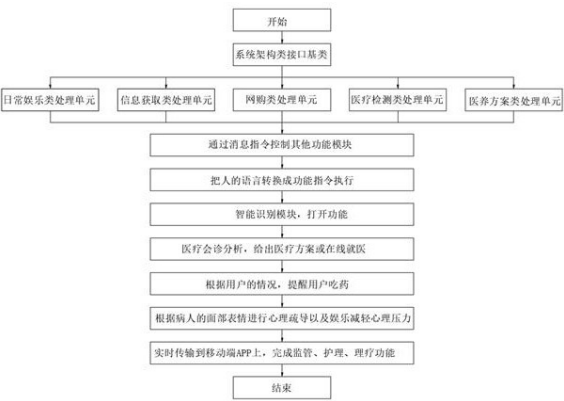 开始
系统架构类接口基类
日常娱乐类处理单元
信息获取类处理单元
网购类处理单元
医疗检测类处理单元
医养方案类处理单元
通过消息指令控制其他功能模块
把人的语言转换成功能指令执行
智能识别模块，打开功能
医疗会诊分析，给出医疗方案或在线就医
根据用户的情况，提醒用户吃药
根据病人的面部表情进行心理疏导以及娱乐减轻心理压力
实时传输到移动端APP上，完成监管、护理、理疗功能
结束